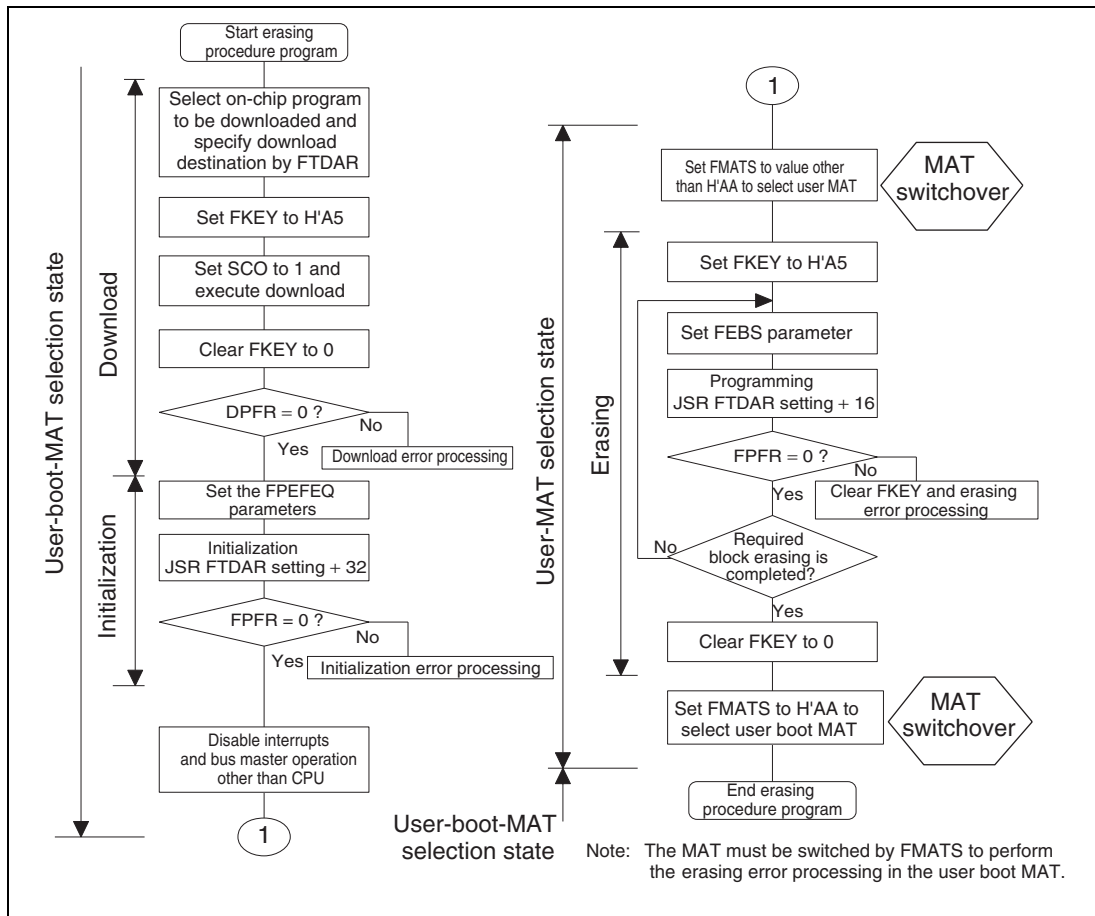 Start erasing
procedure program
User-boot-MAT selection state
Download
Select on-chip program
to be downloaded and
specify download
destination by FTDAR
Set FKEY to H'A5
Set SCO to 1 and
execute download
Clear FKEY to 0
DPFR = 0 ?
No
Yes
Download error processing
Initialization
Set the FPEFEQ
parameters
Initialization
JSR FTDAR setting + 32
FPFR = 0 ?
No
Yes
Initialization error processing
Disable interrupts
and bus master operation
other than CPU
1
1
User-MAT selection state
Set FMATS to value other
than H'AA to select user MAT
MAT
switchover
Erasing
Set FKEY to H'A5
Set FEBS parameter
Programming
JSR FTDAR setting + 16
FPFR = 0 ?
No
Yes
Clear FKEY and erasing
error processing
No
Required
block erasing is
completed?
Yes
Clear FKEY to 0
Set FMATS to H'AA to
select user boot MAT
MAT
switchover
End erasing
procedure program
User-boot-MAT
selection state
Note: The MAT must be switched by FMATS to perform
the erasing error processing in the user boot MAT.